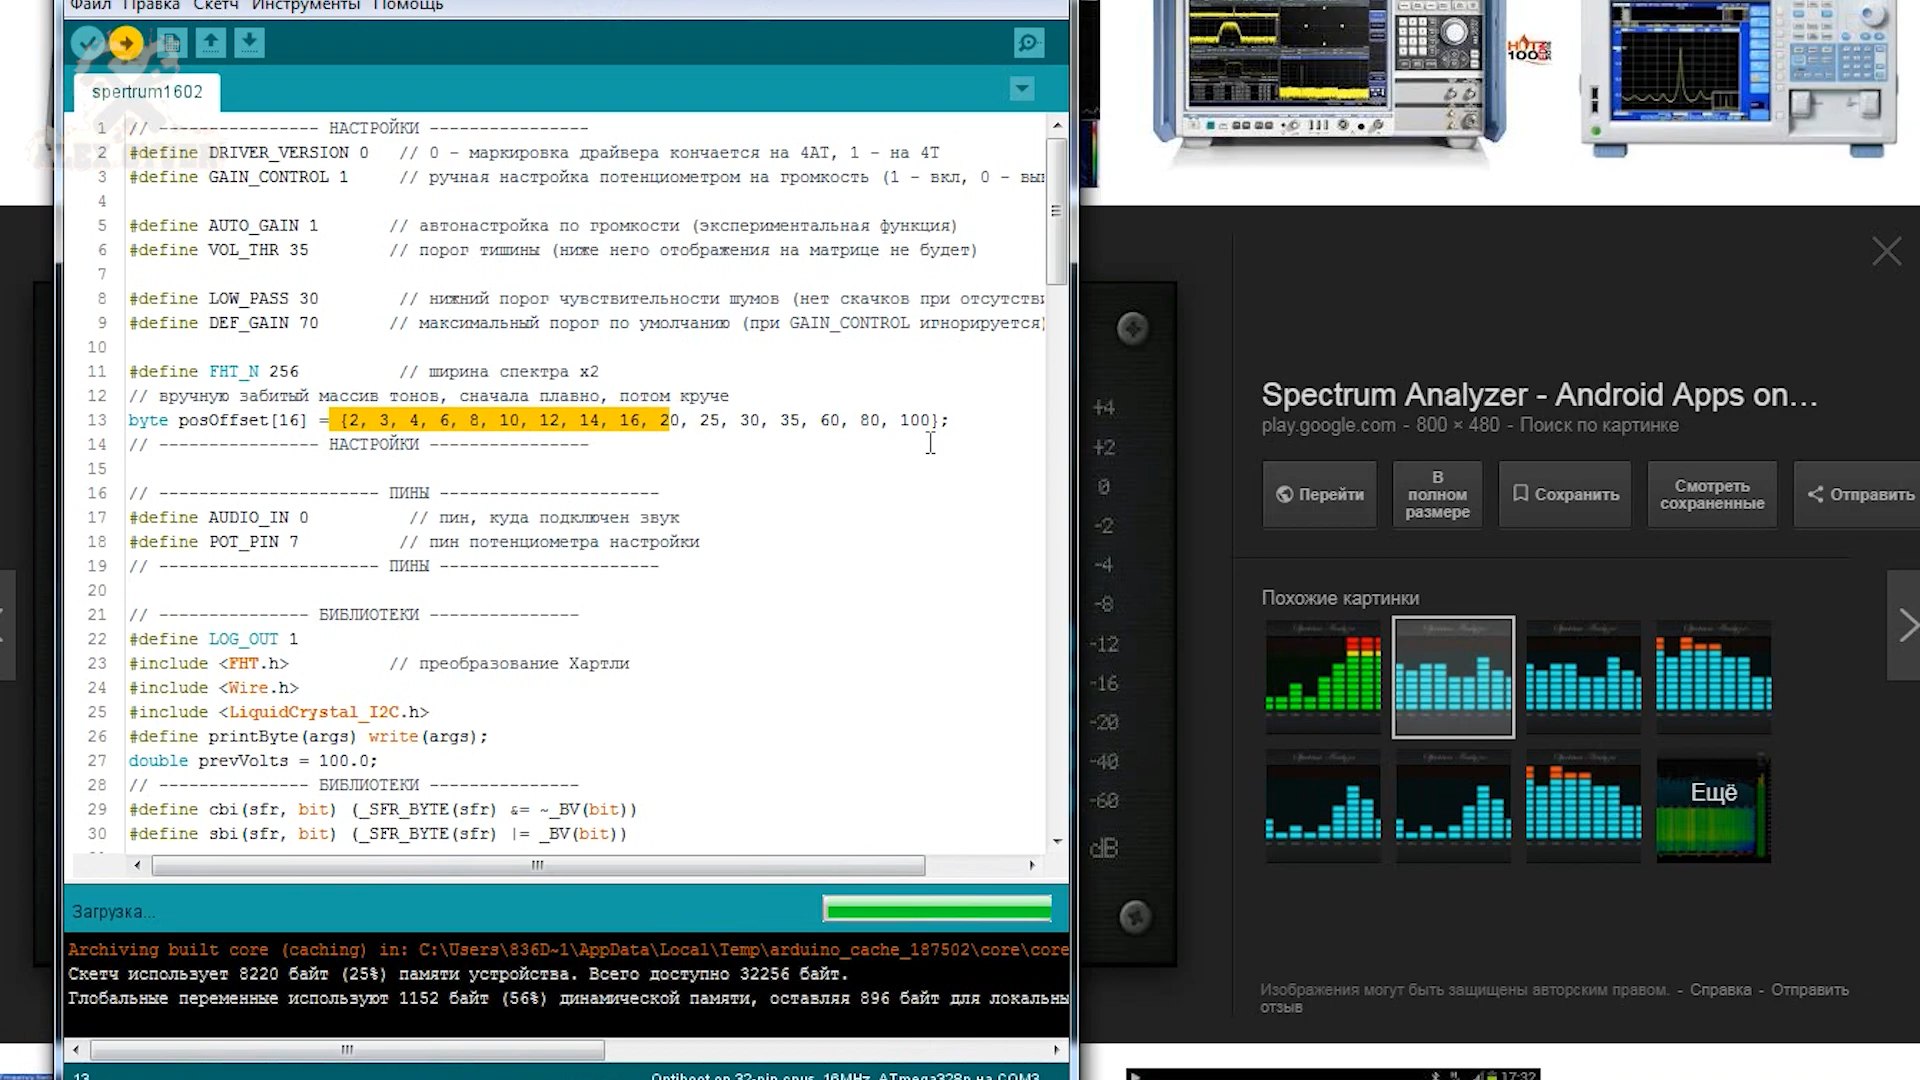 Файл Правка Скетч Инструменты Помощь
spertrum1602
1 // ---------------- НАСТРОЙКИ ----------------
2 #define DRIVER_VERSION 0 // 0 - маркировка драйвера кончается на 4AT, 1 - на 4T
3 #define GAIN_CONTROL 1 // ручная настройка потенциометром на громкость (1 - вкл, 0 - вы
4
5 #define AUTO_GAIN 1 // автонастройка по громкости (экспериментальная функция)
6 #define VOL_THR 35 // порог тишины (ниже него отображения на матрице не будет)
7
8 #define LOW_PASS 30 // нижний порог чувствительности шумов (нет скачков при отсутстви
9 #define DEF_GAIN 70 // максимальный порог по умолчанию (при GAIN_CONTROL игнорируется)
10
11 #define FHT_N 256 // ширина спектра х2
12 // вручную забитый массив тонов, сначала плавно, потом круче
13 byte posOffset[16] = {2, 3, 4, 6, 8, 10, 12, 14, 16, 20, 25, 30, 35, 60, 80, 100};
14 // ---------------- НАСТРОЙКИ ----------------
15
16 // ---------------------- ПИНЫ ----------------------
17 #define AUDIO_IN 0 // пин, куда подключен звук
18 #define POT_PIN 7 // пин потенциометра настройки
19 // ---------------------- ПИНЫ ----------------------
20
21 // --------------- БИБЛИОТЕКИ ---------------
22 #define LOG_OUT 1
23 #include <FHT.h> // преобразование Хартли
24 #include <Wire.h>
25 #include <LiquidCrystal_I2C.h>
26 #define printByte(args) write(args);
27 double prevVolts = 100.0;
28 // --------------- БИБЛИОТЕКИ ---------------
29 #define cbi(sfr, bit) (_SFR_BYTE(sfr) &= ~_BV(bit))
30 #define sbi(sfr, bit) (_SFR_BYTE(sfr) |= _BV(bit))
Загрузка...
Archiving built core (caching) in: C:\Users\836D~1\AppData\Local\Temp\arduino_cache_187502\core\core
Скетч использует 8220 байт (25%) памяти устройства. Всего доступно 32256 байт.
Глобальные переменные используют 1152 байт (56%) динамической памяти, оставляя 896 байт для локальны
13
Optiboot on 32-pin cpus, 16MHz, ATmega328p на COM3
HOT
100
+4
+2
0
-2
-4
-8
-12
-16
-20
-40
-60
dB
Spectrum Analyzer - Android Apps on...
play.google.com - 800 × 480 - Поиск по картинке
Перейти
В полном размере
Сохранить
Смотреть сохраненные
Отправить
Похожие картинки
Ещё
Изображения могут быть защищены авторским правом. - Справка - Отправить
отзыв
17:32